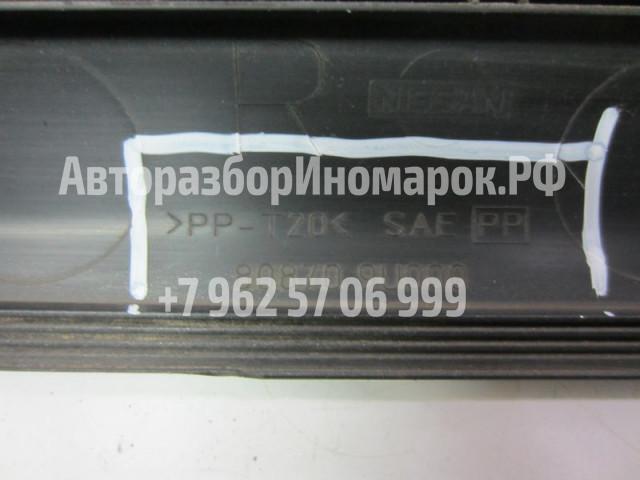 R
NISSAN
АвторазборИномарок.РФ
>PP-T20< SAE PP
+7 962 57 06 999